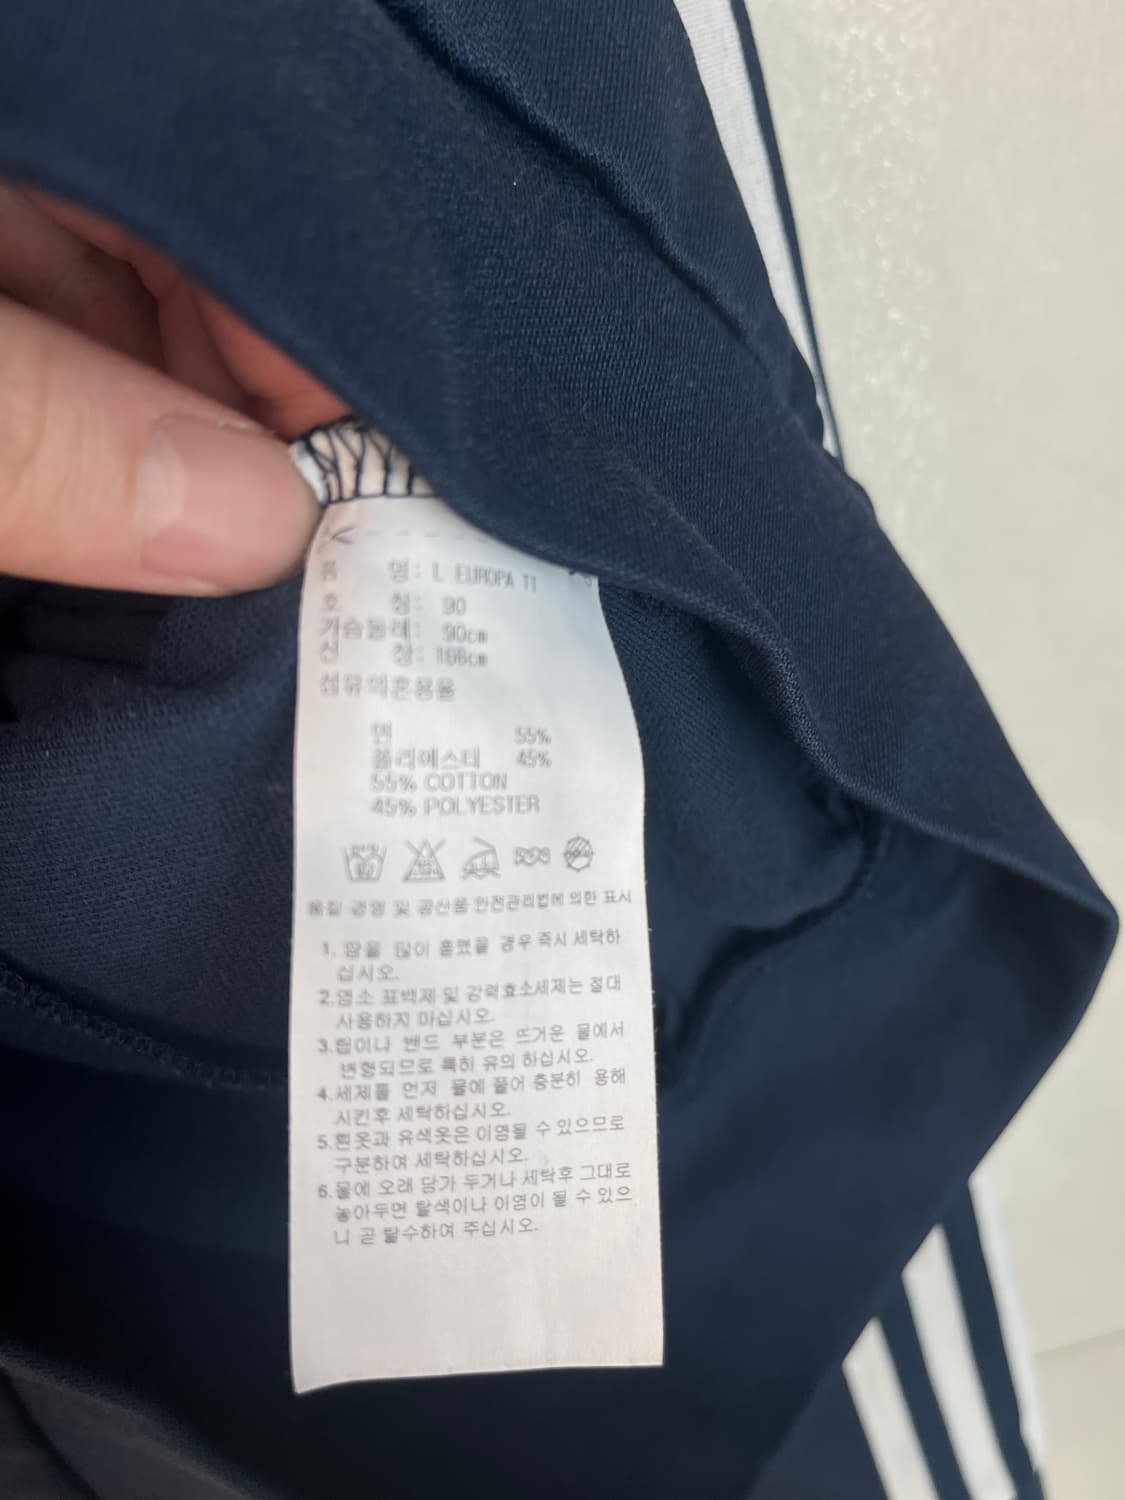 품 명: L EUROPA TI
호 칭: 90
가슴둘레: 90cm
신 장: 168cm
섬유의혼용율
면 55%
폴리에스터 45%
55% COTTON
45% POLYESTER
품질 경영 및 공산품 안전관리법에 의한 표시
1. 땀을 많이 흘렸을 경우 즉시 세탁하
십시오.
2.염소 표백제 및 강력효소세제는 절대
사용하지 마십시오.
3.립이나 밴드 부분은 뜨거운 물에서
변형되므로 특히 유의 하십시오.
4.세제를 먼저 물에 풀어 충분히 용해
시킨후 세탁하십시오.
5.흰옷과 유색옷은 이염될 수 있으므로
구분하여 세탁하십시오.
6.물에 오래 담가 두거나 세탁후 그대로
놓아두면 탈색이나 이염이 될 수 있으
니 곧 탈수하여 주십시오.